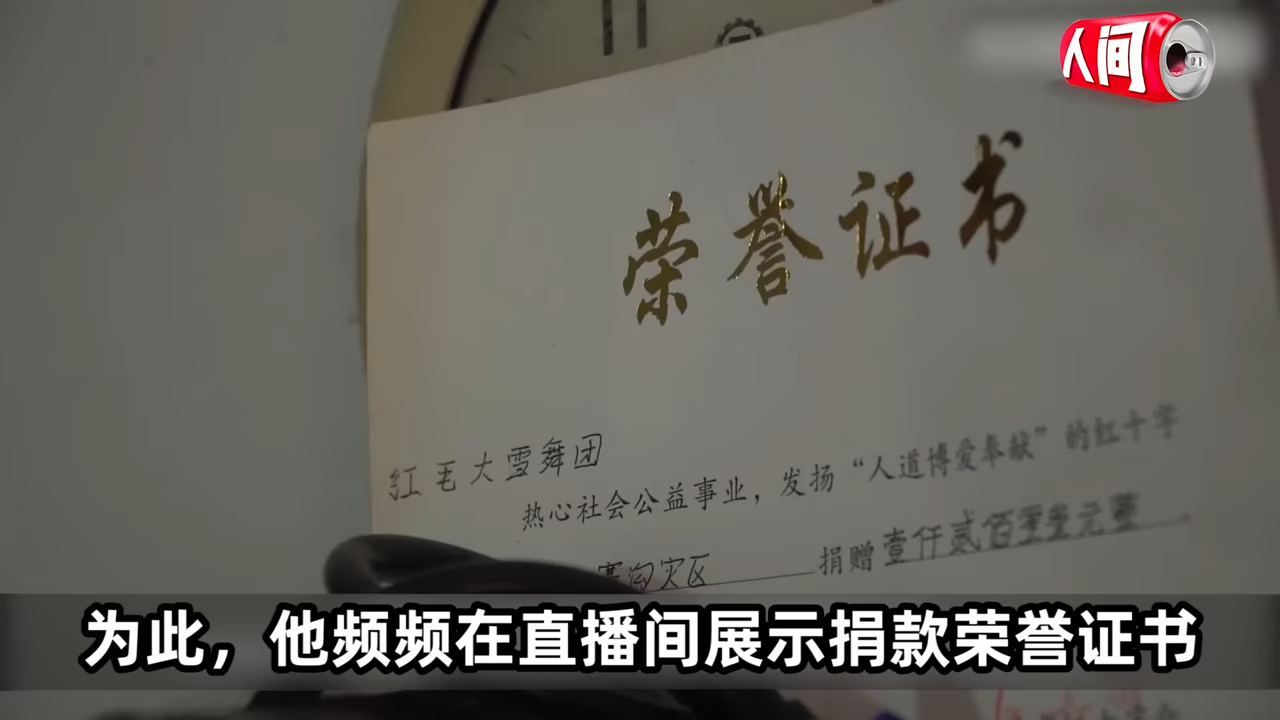 人间
荣誉证书
红毛大雪舞团
热心社会公益事业，发扬“人道博爱奉献”的红十字
寨沟灾区 捐赠壹仟贰佰零叁元整
为此，他频频在直播间展示捐款荣誉证书